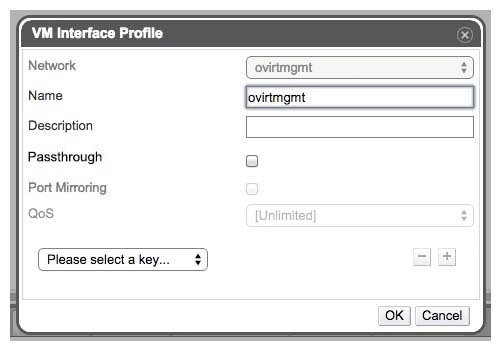 VM Interface Profile
Network ovirtmgmt
Name ovirtmgmt
Description
Passthrough
Port Mirroring
QoS [Unlimited]
Please select a key...
OK Cancel